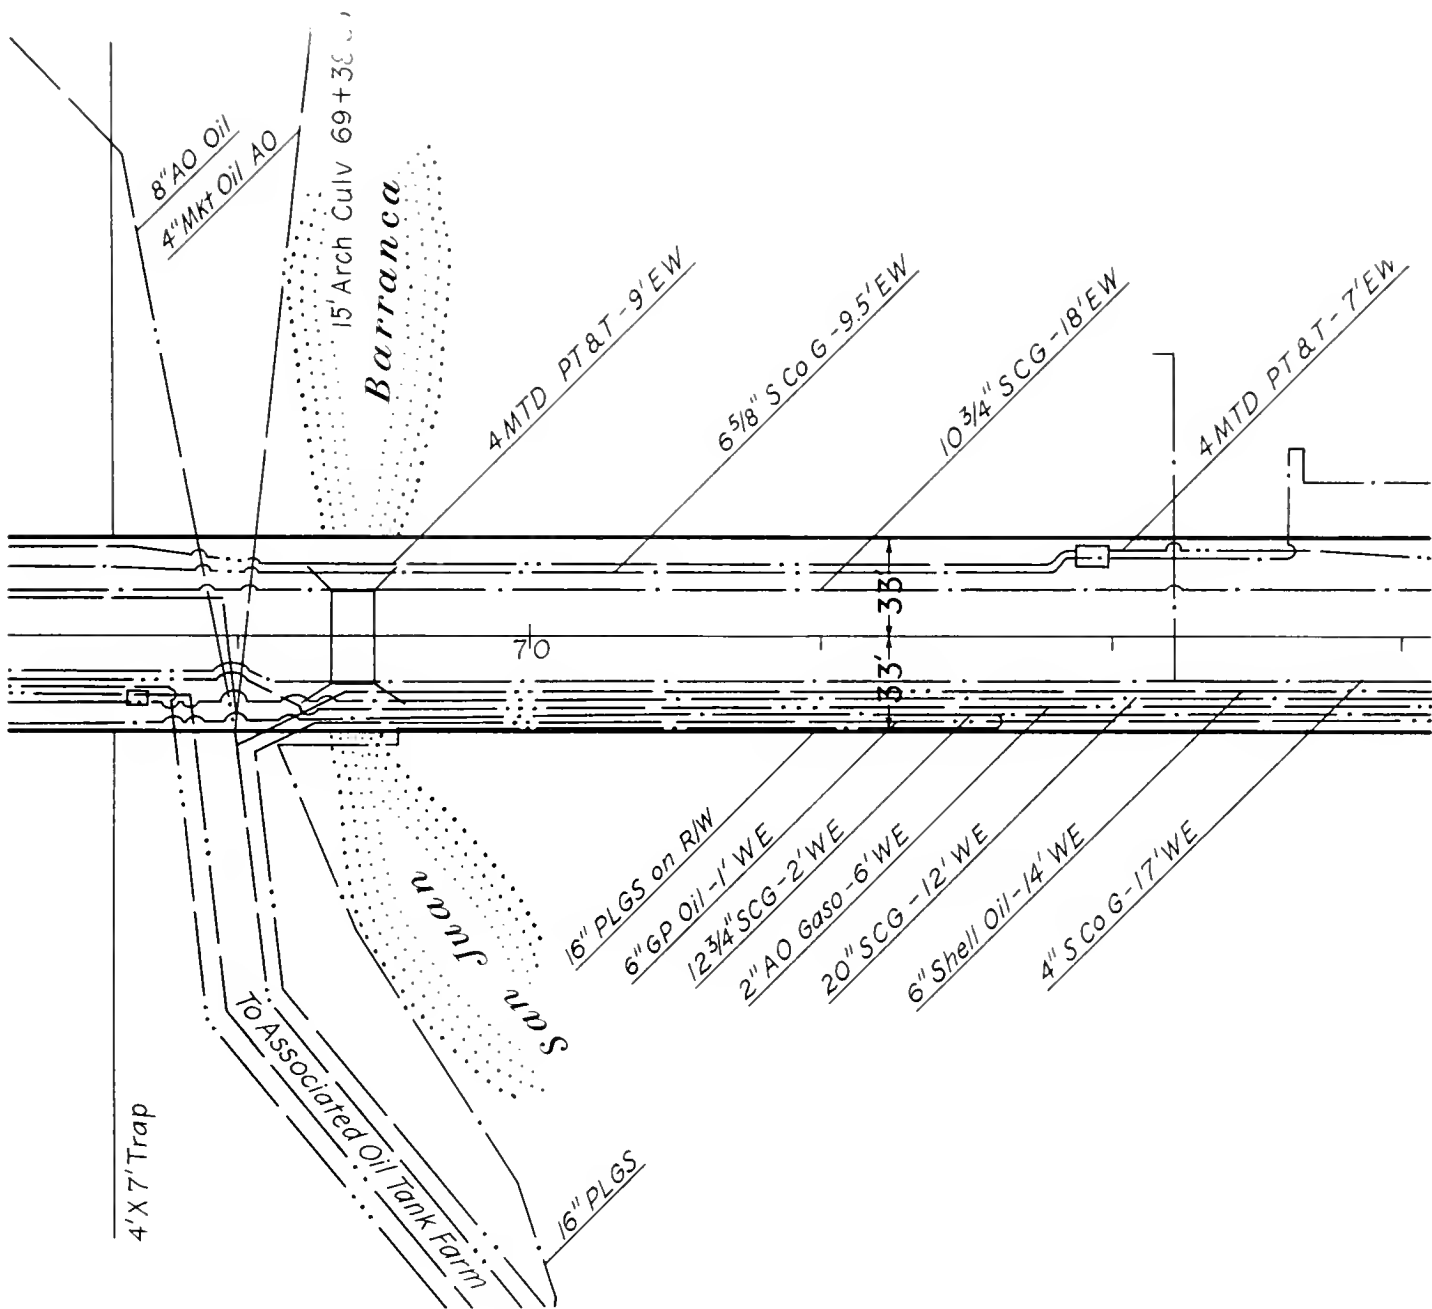 8" AO Oil
4" Mkt Oil AO
15' Arch Culv 69+38
Barranca
4 MTD PT & T - 9' EW
6 5/8" S Co G - 9.5' EW
10 3/4" SCG - 18' EW
4 MTD PT & T - 7' EW
33'
70
33'
16" PLGS on R/W
6" GP Oil - 1' WE
12 3/4" SCG - 2' WE
2" AO Gaso - 6' WE
20" SCG - 12' WE
6" Shell Oil - 14' WE
4" S Co G - 17' WE
San Juan
To Associated Oil Tank Farm
4' X 7' Trap
16" PLGS